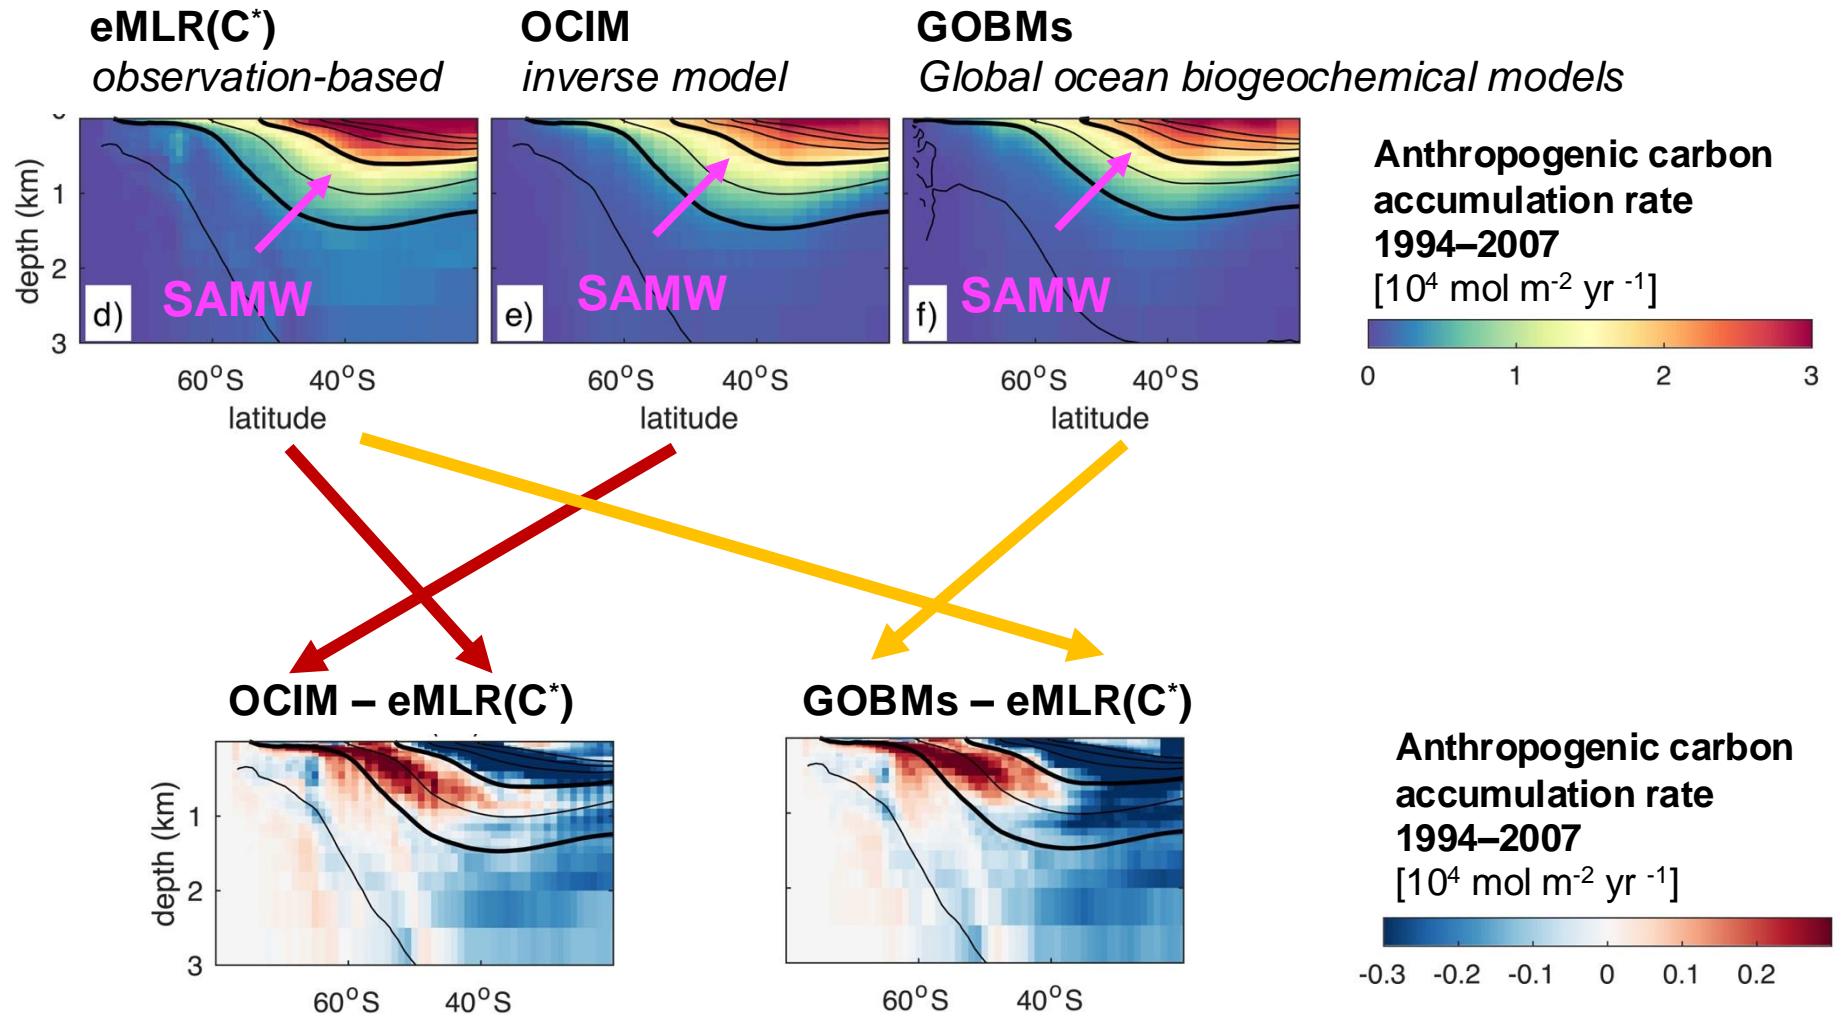 eMLR(C*)
observation-based
OCIM
inverse model
GOBMs
Global ocean biogeochemical models
depth (km)
1
2
3
SAMW
d)
60°S
40°S
latitude
SAMW
e)
60°S
40°S
latitude
SAMW
f)
60°S
40°S
latitude
Anthropogenic carbon
accumulation rate
1994–2007
[10⁴ mol m⁻² yr ⁻¹]
0
1
2
3
OCIM – eMLR(C*)
depth (km)
1
2
3
60°S
40°S
GOBMs – eMLR(C*)
60°S
40°S
Anthropogenic carbon
accumulation rate
1994–2007
[10⁴ mol m⁻² yr ⁻¹]
-0.3
-0.2
-0.1
0
0.1
0.2